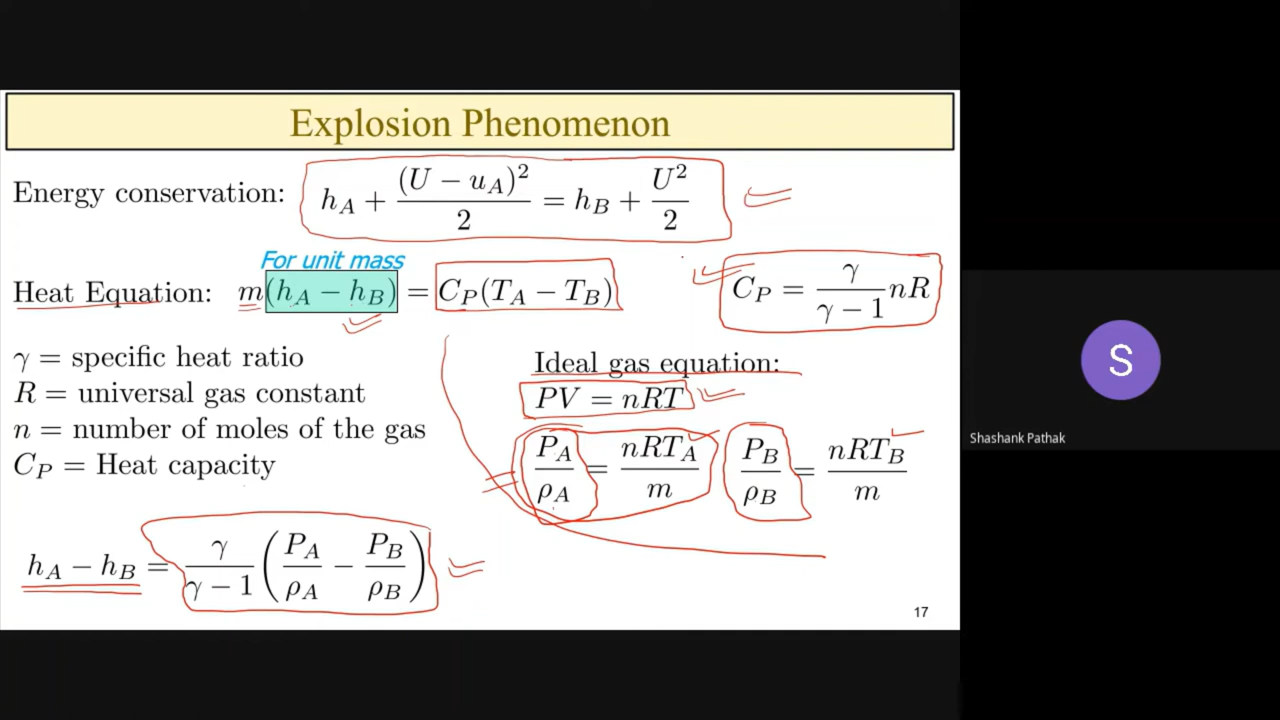 Explosion Phenomenon
Energy conservation: h_A + (U − u_A)²/2 = h_B + U²/2
For unit mass
Heat Equation: m(h_A − h_B) = C_P(T_A − T_B)
C_P = γ/(γ − 1) nR
γ = specific heat ratio
R = universal gas constant
n = number of moles of the gas
C_P = Heat capacity
Ideal gas equation:
PV = nRT
P_A/ρ_A = nRT_A/m P_B/ρ_B = nRT_B/m
h_A − h_B = γ/(γ − 1) (P_A/ρ_A − P_B/ρ_B)
17
S
Shashank Pathak